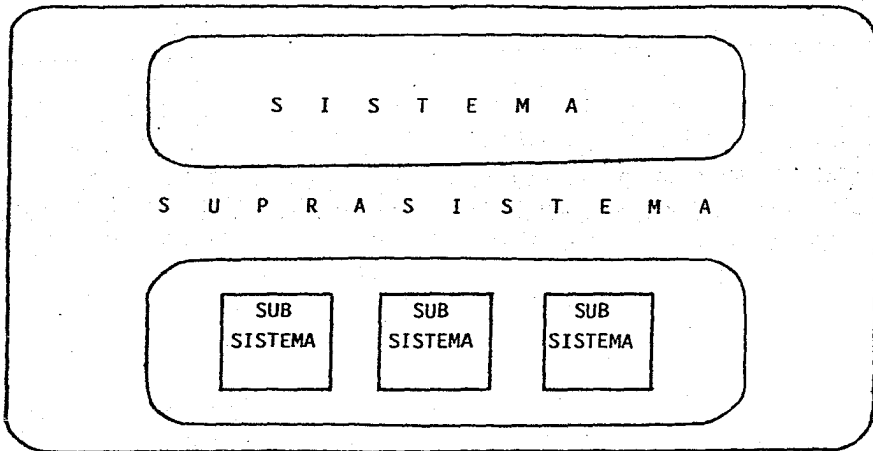 S I S T E M A
S U P R A S I S T E M A
SUB SUB SUB
SISTEMA SISTEMA SISTEMA